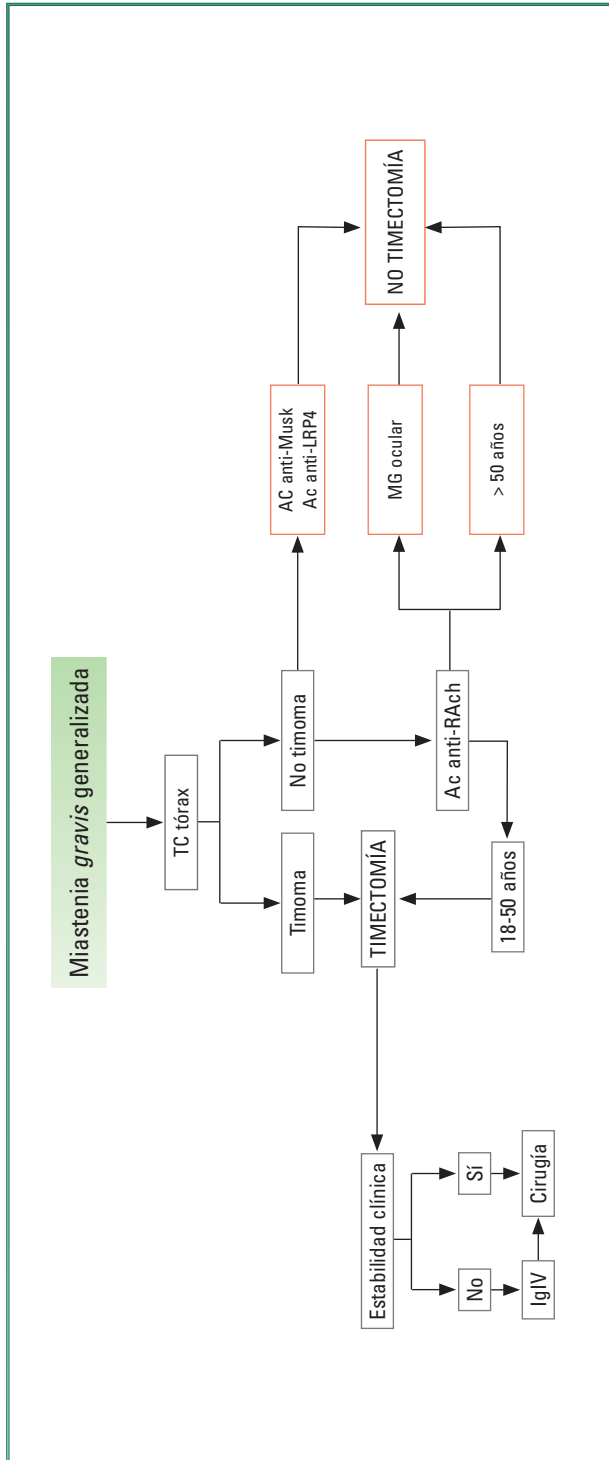 Miastenia gravis generalizada
TC tórax
Timoma
No timoma
TIMECTOMÍA
AC anti-Musk
Ac anti-LRP4
NO TIMECTOMÍA
Ac anti-RAch
MG ocular
> 50 años
18-50 años
Estabilidad clínica
No
Sí
IgIV
Cirugía